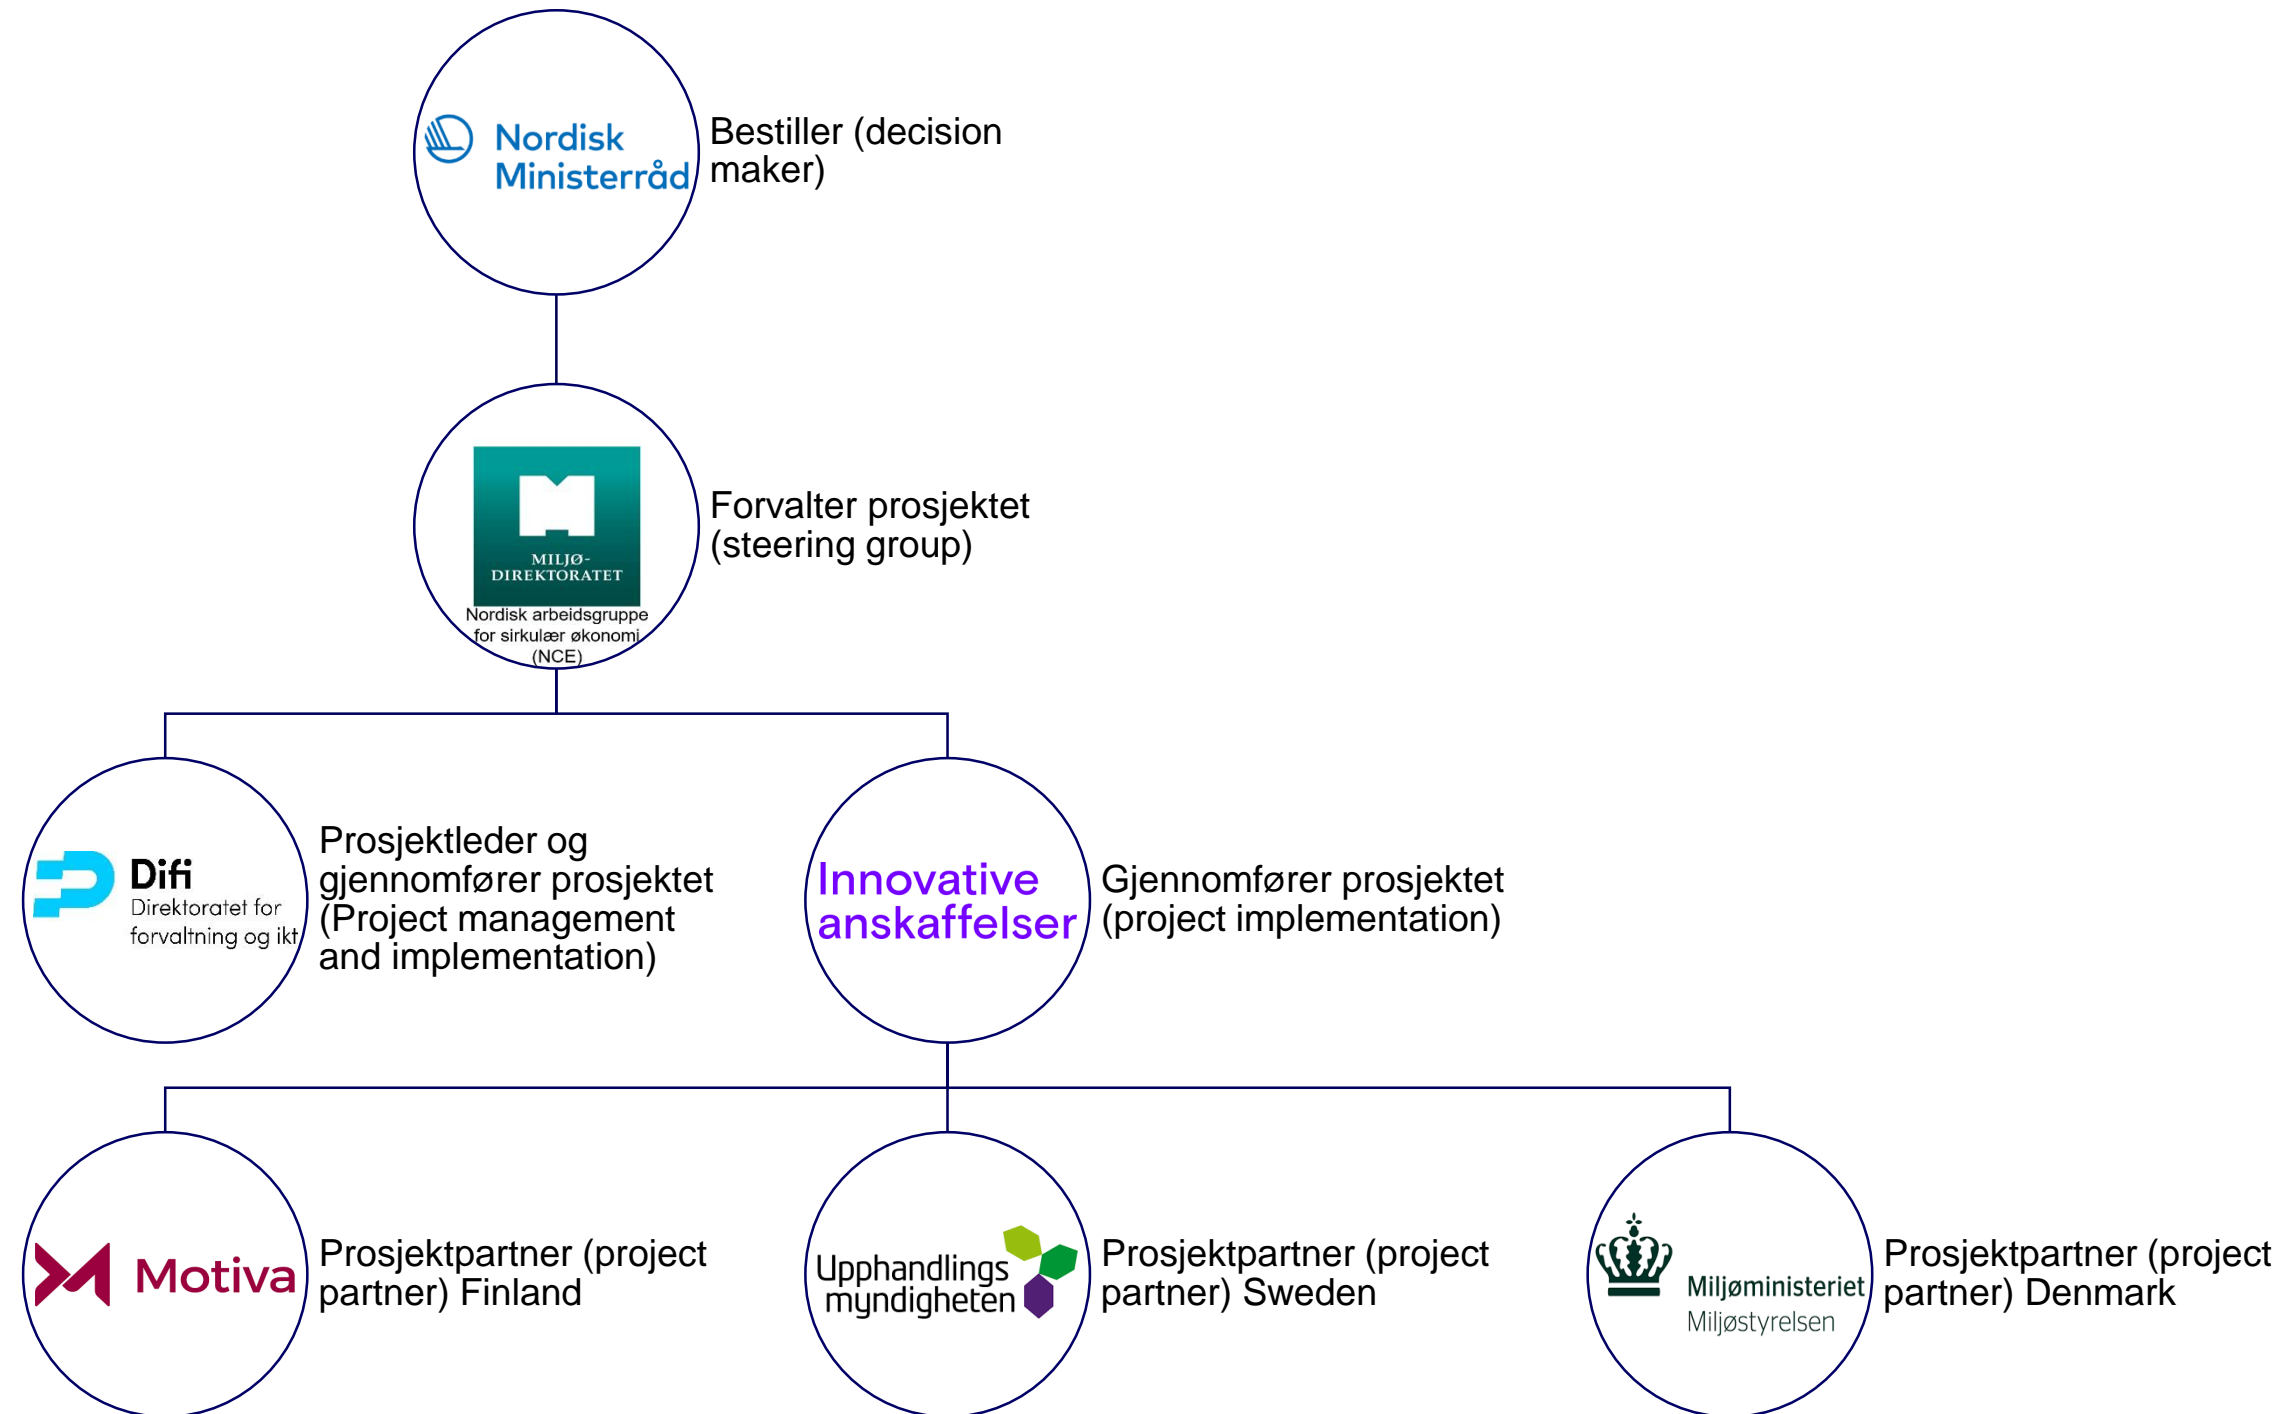 Nordisk
Ministerråd
Bestiller (decision
maker)
MILJØ-
DIREKTORATET
Nordisk arbeidsgruppe
for sirkulær økonomi
(NCE)
Forvalter prosjektet
(steering group)
Difi
Direktoratet for
forvaltning og ikt
Prosjektleder og
gjennomfører prosjektet
(Project management
and implementation)
Innovative
anskaffelser
Gjennomfører prosjektet
(project implementation)
Motiva
Prosjektpartner (project
partner) Finland
Upphandlings
myndigheten
Prosjektpartner (project
partner) Sweden
Miljøministeriet
Miljøstyrelsen
Prosjektpartner (project
partner) Denmark